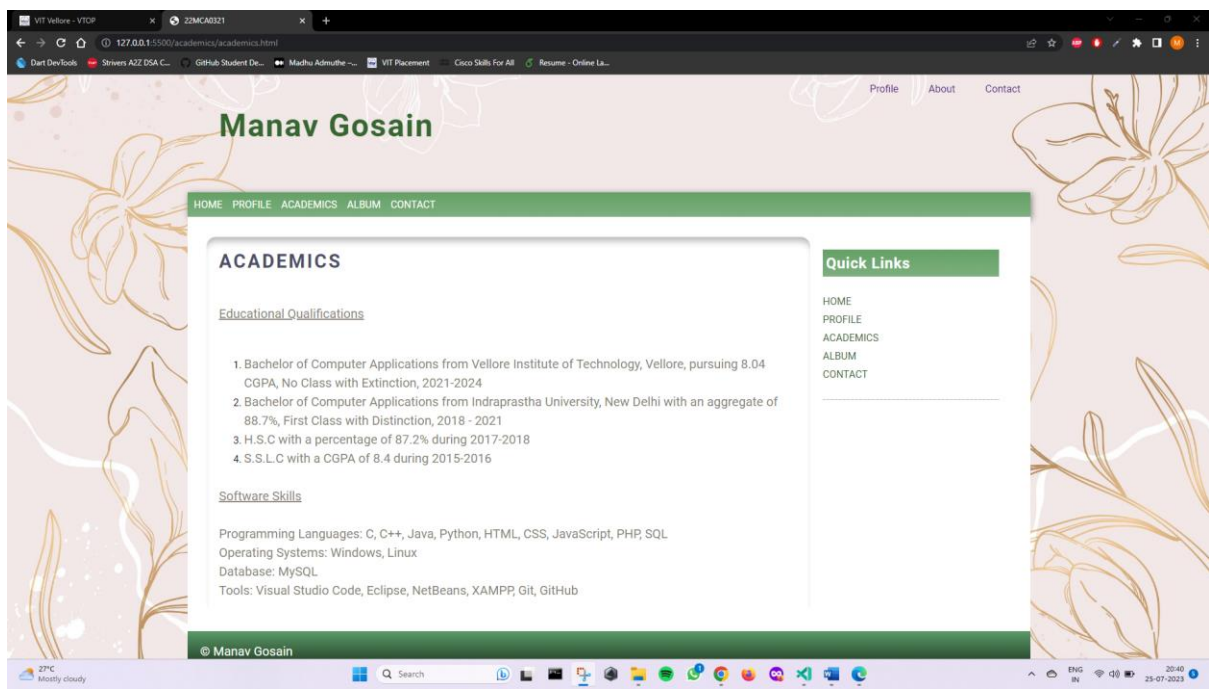 VIT Vellore - VTOP
22MCA0321
127.0.0.1:5500/academics/academics.html
Dart DevTools Strivers A2Z DSA C... GitHub Student De... Madhu Admuthe –... VIT Placement Cisco Skills For All Resume - Online La...
Profile About Contact
Manav Gosain
HOME PROFILE ACADEMICS ALBUM CONTACT
ACADEMICS
Educational Qualifications
1. Bachelor of Computer Applications from Vellore Institute of Technology, Vellore, pursuing 8.04
CGPA, No Class with Extinction, 2021-2024
2. Bachelor of Computer Applications from Indraprastha University, New Delhi with an aggregate of
88.7%, First Class with Distinction, 2018 - 2021
3. H.S.C with a percentage of 87.2% during 2017-2018
4. S.S.L.C with a CGPA of 8.4 during 2015-2016
Software Skills
Programming Languages: C, C++, Java, Python, HTML, CSS, JavaScript, PHP, SQL
Operating Systems: Windows, Linux
Database: MySQL
Tools: Visual Studio Code, Eclipse, NetBeans, XAMPP, Git, GitHub
Quick Links
HOME
PROFILE
ACADEMICS
ALBUM
CONTACT
© Manav Gosain
27°C
Mostly cloudy
Search
ENG
IN
20:40
25-07-2023